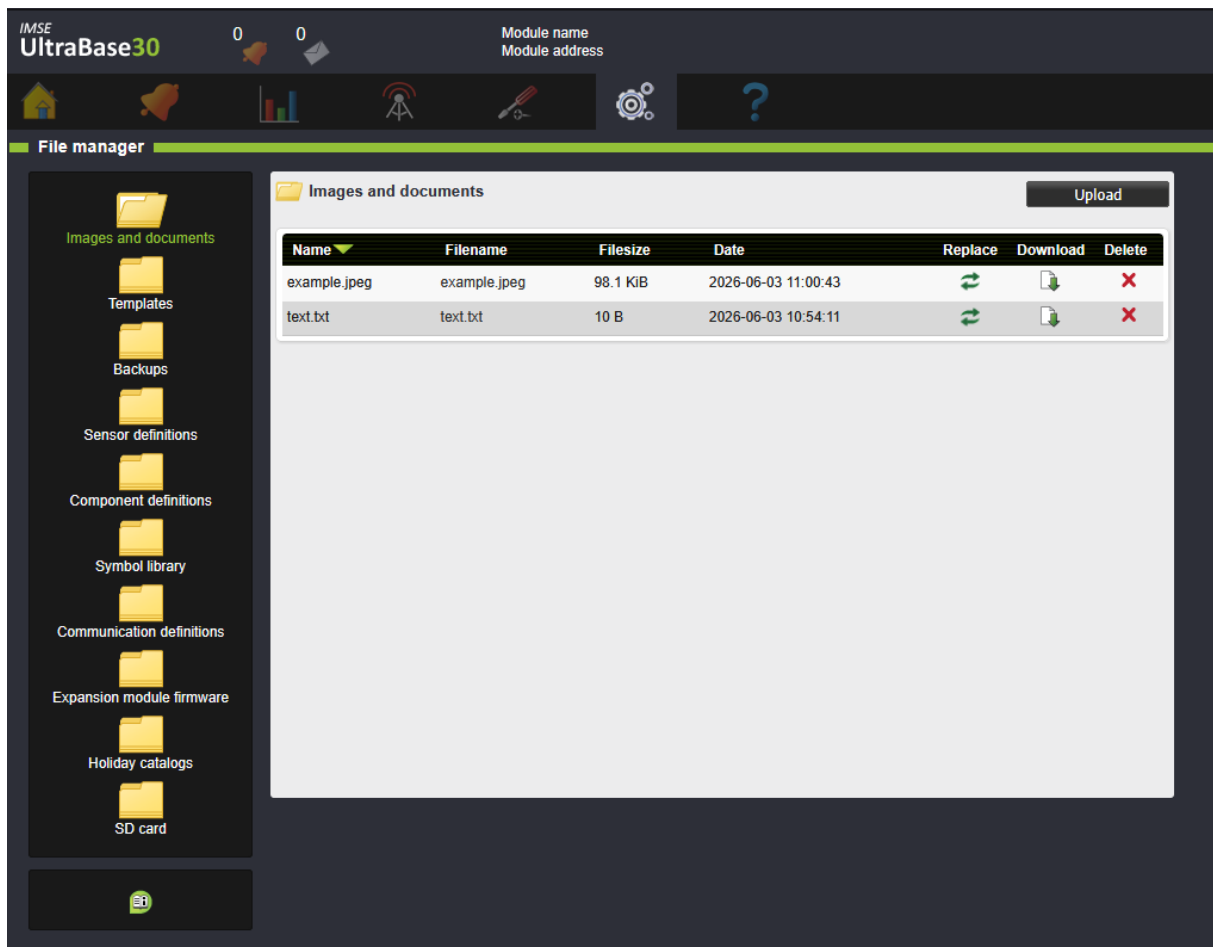 IMSE
UltraBase30
0
0
Module name
Module address
File manager
Images and documents
Templates
Backups
Sensor definitions
Component definitions
Symbol library
Communication definitions
Expansion module firmware
Holiday catalogs
SD card
Images and documents
Upload
Name Filename Filesize Date Replace Download Delete
example.jpeg example.jpeg 98.1 KiB 2026-06-03 11:00:43
text.txt text.txt 10 B 2026-06-03 10:54:11